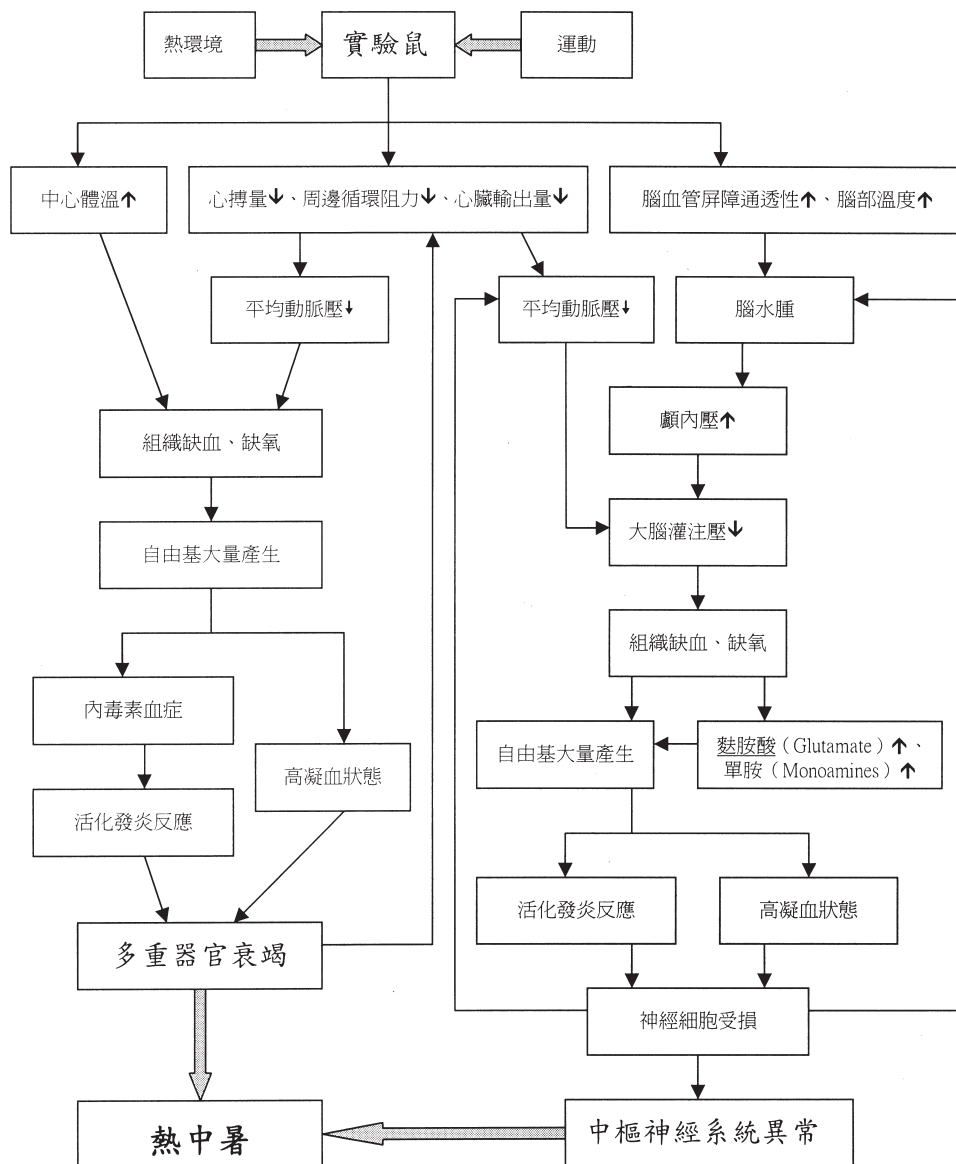 熱環境
實驗鼠
運動
中心體溫↑
心搏量↓、周邊循環阻力↓、心臟輸出量↓
腦血管屏障通透性↑、腦部溫度↑
平均動脈壓↓
平均動脈壓↓
腦水腫
顱內壓↑
組織缺血、缺氧
大腦灌注壓↓
自由基大量產生
組織缺血、缺氧
內毒素血症
自由基大量產生
麩胺酸（Glutamate）↑、
單胺（Monoamines）↑
高凝血狀態
活化發炎反應
活化發炎反應
高凝血狀態
多重器官衰竭
神經細胞受損
熱中暑
中樞神經系統異常